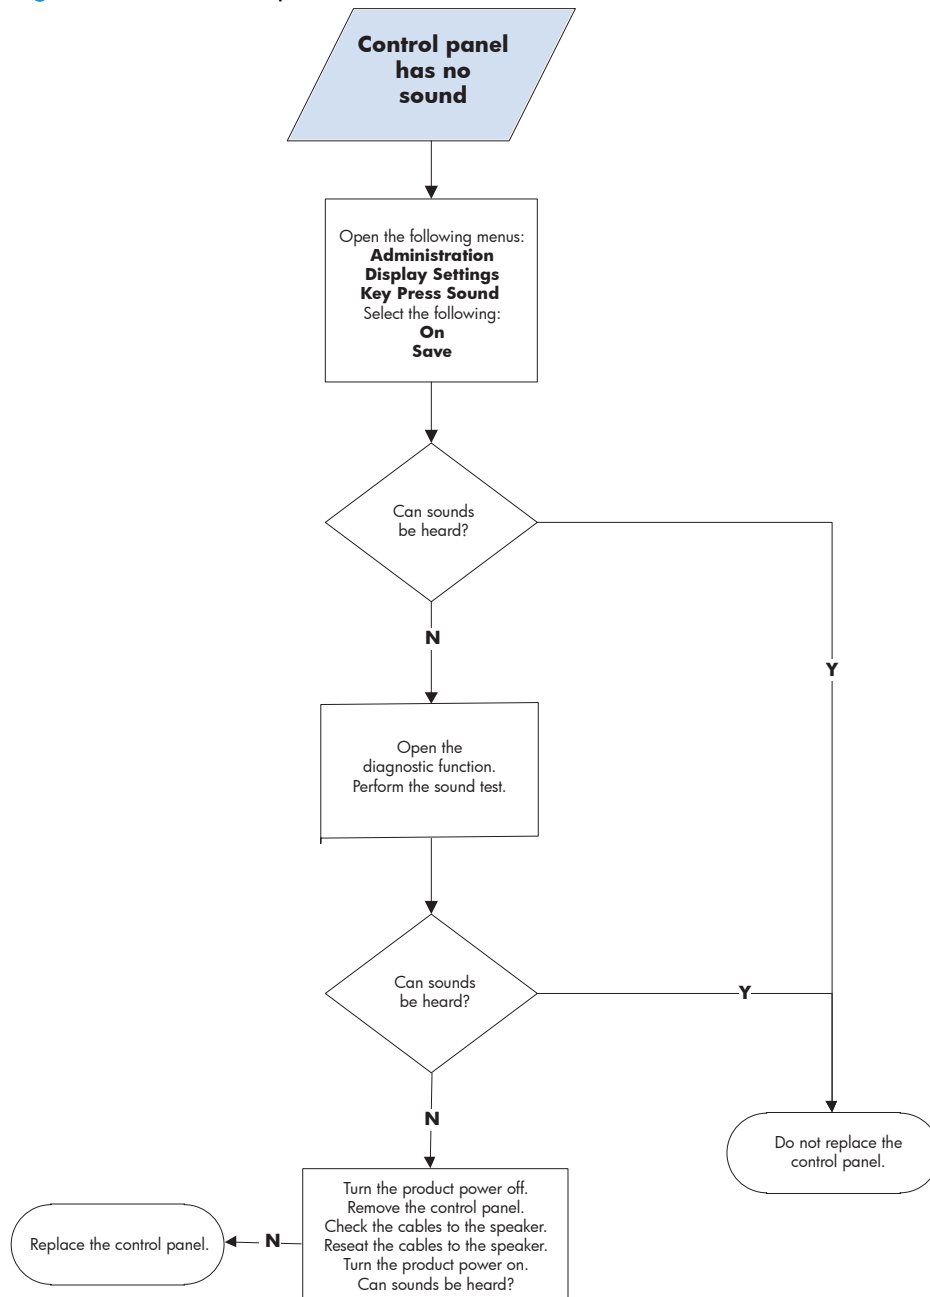 Control panel
has no
sound
Open the following menus:
Administration
Display Settings
Key Press Sound
Select the following:
On
Save
Can sounds
be heard?
N
Y
Open the
diagnostic function.
Perform the sound test.
Can sounds
be heard?
Y
N
Do not replace the
control panel.
Turn the product power off.
Remove the control panel.
Check the cables to the speaker.
Reseat the cables to the speaker.
Turn the product power on.
Can sounds be heard?
N
Replace the control panel.